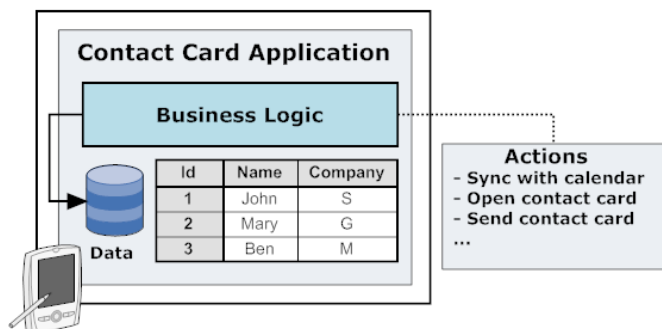 Contact Card Application
Business Logic
Id Name Company
1 John S
2 Mary G
3 Ben M
Data
Actions
- Sync with calendar
- Open contact card
- Send contact card
...